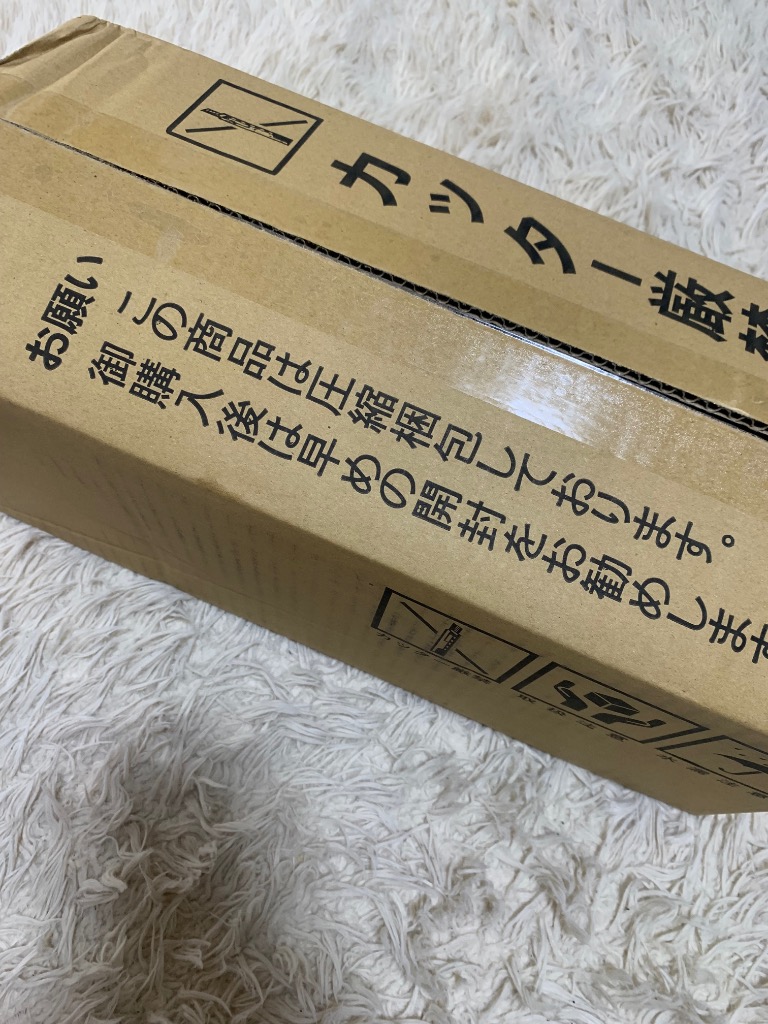 カッター厳禁
お願い
この商品は圧縮梱包しております。
御購入後は早めの開封をお勧めします